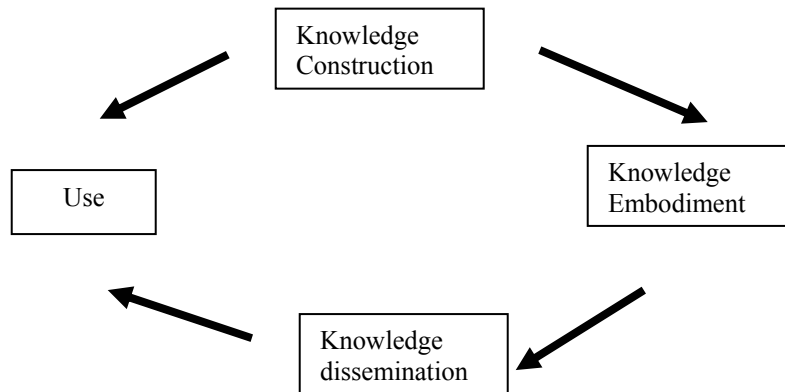 Knowledge
Construction
Use
Knowledge
Embodiment
Knowledge
dissemination